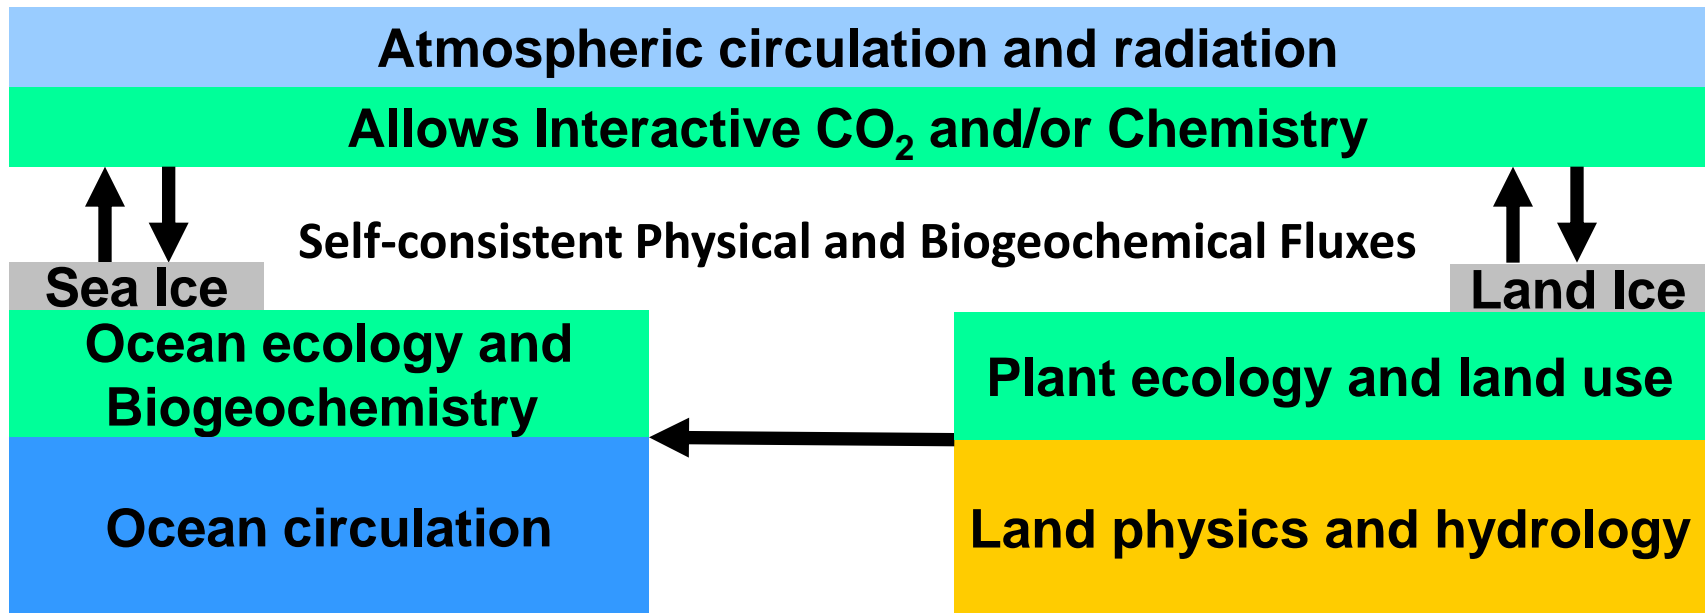 Atmospheric circulation and radiation
Allows Interactive CO₂ and/or Chemistry
Self-consistent Physical and Biogeochemical Fluxes
Sea Ice
Land Ice
Ocean ecology and
Biogeochemistry
Plant ecology and land use
Ocean circulation
Land physics and hydrology